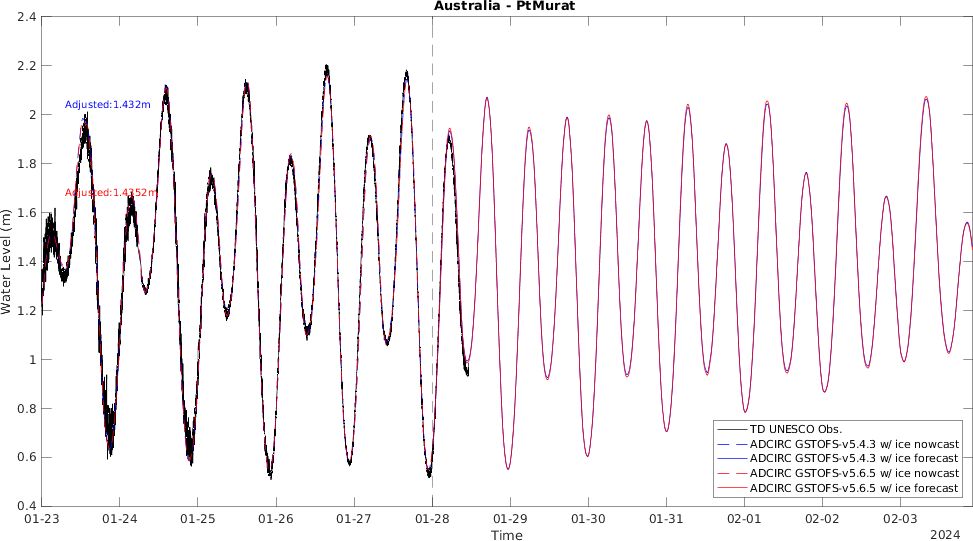 Australia - PtMurat
2.4
2.2
2
1.8
1.6
1.4
1.2
1
0.8
0.6
0.4
Water Level (m)
Adjusted:1.432m
Adjusted:1.4352m
TD UNESCO Obs.
ADCIRC GSTOFS-v5.4.3 w/ ice nowcast
ADCIRC GSTOFS-v5.4.3 w/ ice forecast
ADCIRC GSTOFS-v5.6.5 w/ ice nowcast
ADCIRC GSTOFS-v5.6.5 w/ ice forecast
01-23 01-24 01-25 01-26 01-27 01-28 01-29 01-30 01-31 02-01 02-02 02-03
Time
2024